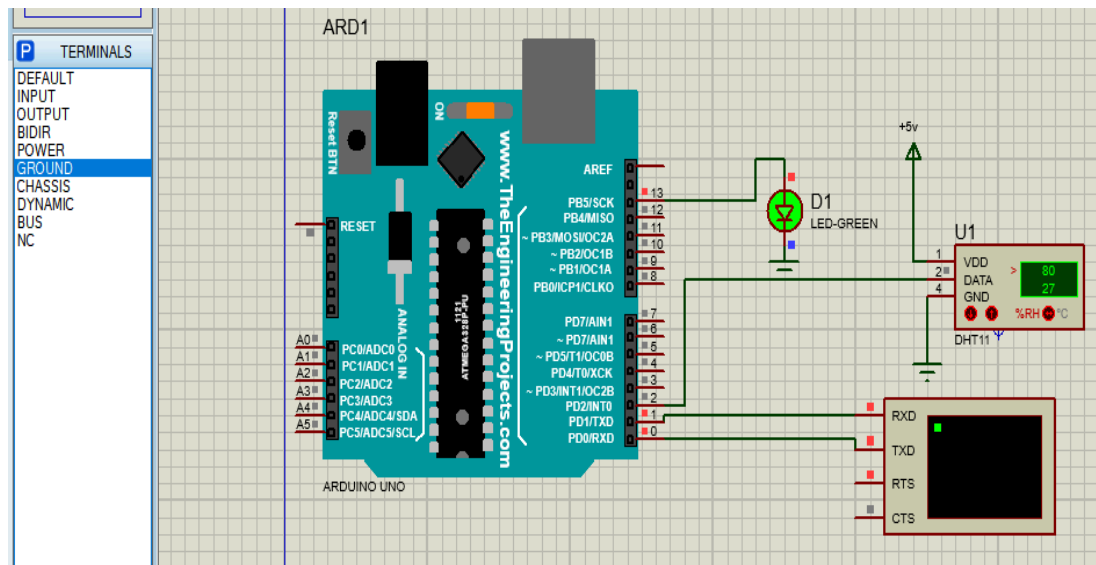 P TERMINALS
DEFAULT
INPUT
OUTPUT
BIDIR
POWER
GROUND
CHASSIS
DYNAMIC
BUS
NC
ARD1
Reset BTN
ON
www.TheEngineeringProjects.com
1121
ATMEGA328P-PU
ANALOG IN
RESET
A0 PC0/ADC0
A1 PC1/ADC1
A2 PC2/ADC2
A3 PC3/ADC3
A4 PC4/ADC4/SDA
A5 PC5/ADC5/SCL
AREF
PB5/SCK 13
PB4/MISO 12
~ PB3/MOSI/OC2A 11
~ PB2/OC1B 10
~ PB1/OC1A 9
PB0/ICP1/CLKO 8
PD7/AIN1 7
~ PD7/AIN1 6
~ PD5/T1/OC0B 5
PD4/T0/XCK 4
~ PD3/INT1/OC2B 3
PD2/INT0 2
PD1/TXD 1
PD0/RXD 0
ARDUINO UNO
D1
LED-GREEN
+5v
U1
1 VDD
2 DATA
4 GND
> 80
27
%RH °C
DHT11
RXD
TXD
RTS
CTS